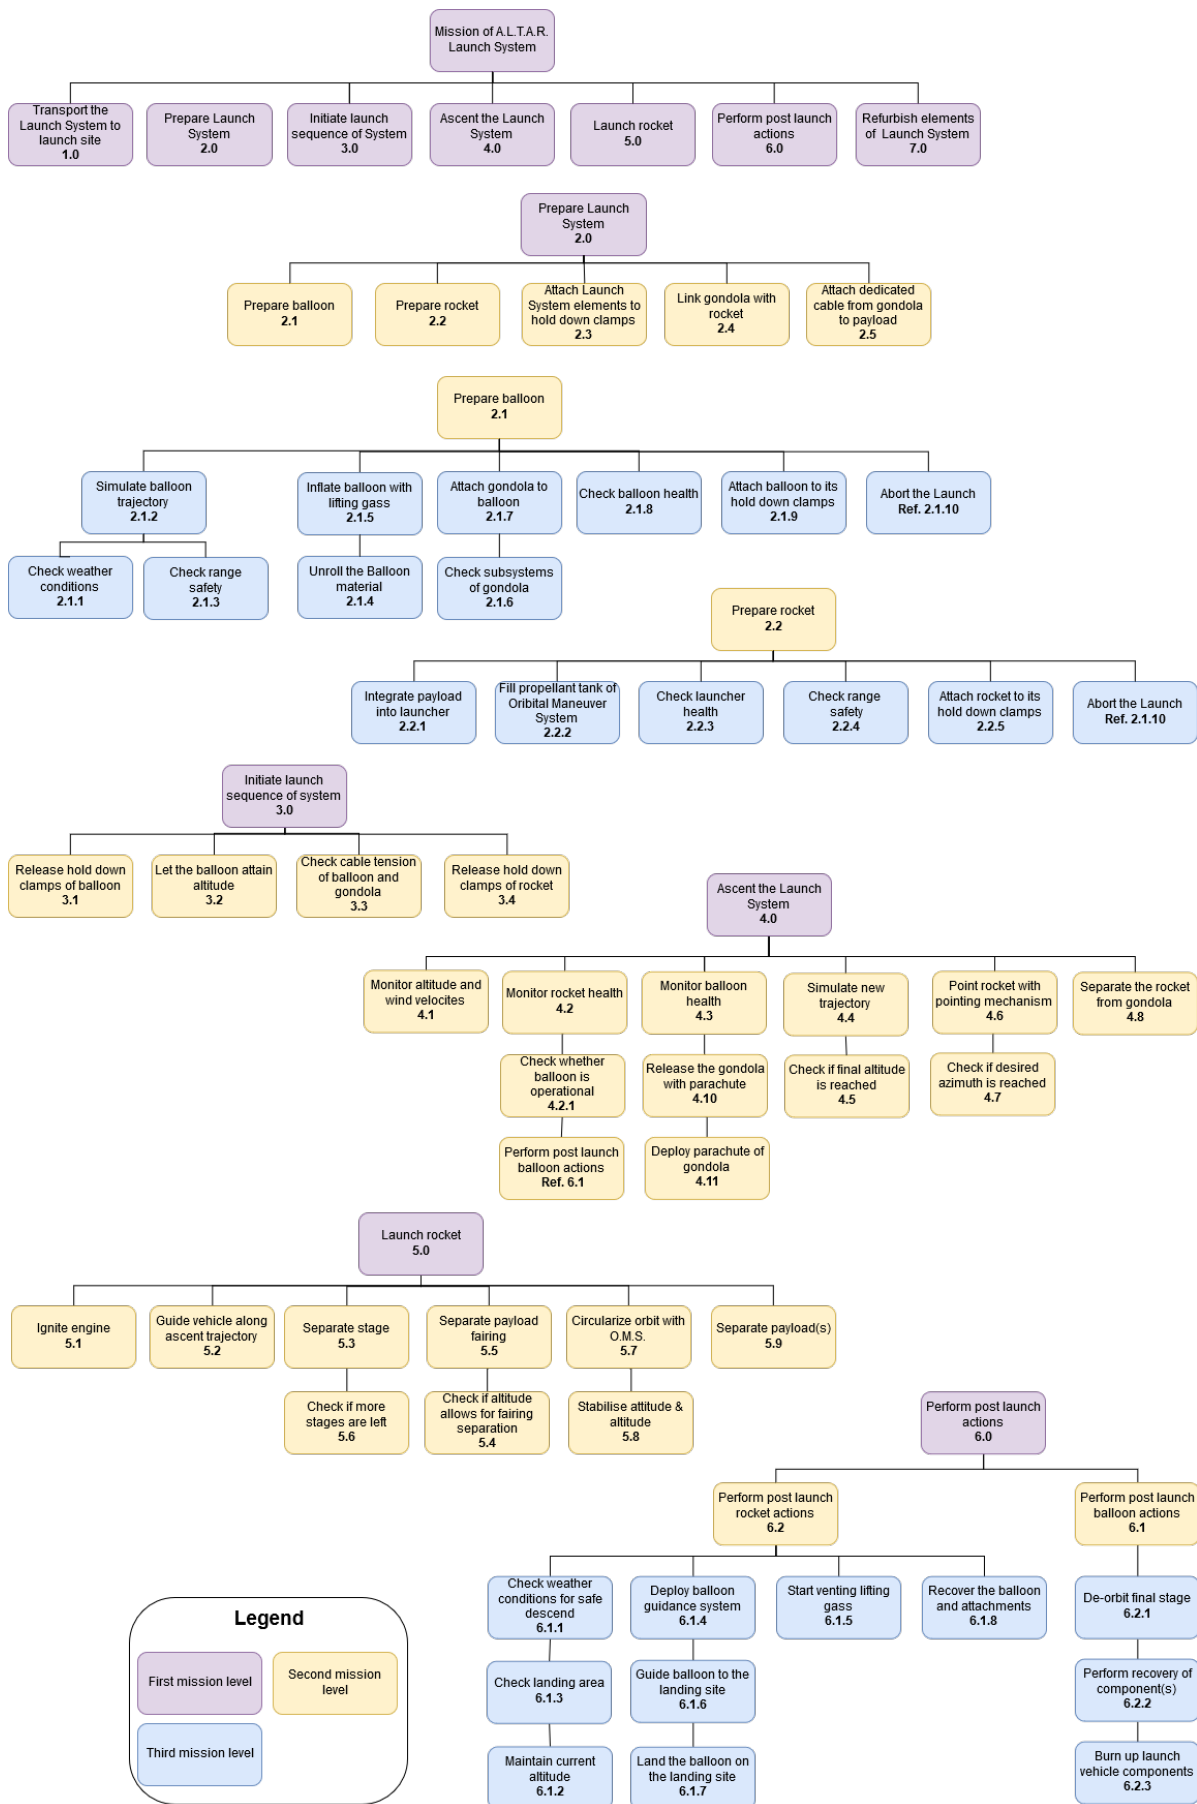 Mission of A.L.T.A.R.
Launch System
Transport the
Launch System to
launch site
1.0
Prepare Launch
System
2.0
Initiate launch
sequence of System
3.0
Ascent the Launch
System
4.0
Launch rocket
5.0
Perform post launch
actions
6.0
Refurbish elements
of Launch System
7.0
Prepare Launch
System
2.0
Prepare balloon
2.1
Prepare rocket
2.2
Attach Launch
System elements to
hold down clamps
2.3
Link gondola with
rocket
2.4
Attach dedicated
cable from gondola
to payload
2.5
Prepare balloon
2.1
Simulate balloon
trajectory
2.1.2
Inflate balloon with
lifting gass
2.1.5
Attach gondola to
balloon
2.1.7
Check balloon health
2.1.8
Attach balloon to its
hold down clamps
2.1.9
Abort the Launch
Ref. 2.1.10
Check weather
conditions
2.1.1
Check range
safety
2.1.3
Unroll the Balloon
material
2.1.4
Check subsystems
of gondola
2.1.6
Prepare rocket
2.2
Integrate payload
into launcher
2.2.1
Fill propellant tank of
Oribital Maneuver
System
2.2.2
Check launcher
health
2.2.3
Check range
safety
2.2.4
Attach rocket to its
hold down clamps
2.2.5
Abort the Launch
Ref. 2.1.10
Initiate launch
sequence of system
3.0
Release hold down
clamps of balloon
3.1
Let the balloon attain
altitude
3.2
Check cable tension
of balloon and
gondola
3.3
Release hold down
clamps of rocket
3.4
Ascent the Launch
System
4.0
Monitor altitude and
wind velocites
4.1
Monitor rocket health
4.2
Monitor balloon
health
4.3
Simulate new
trajectory
4.4
Point rocket with
pointing mechanism
4.6
Separate the rocket
from gondola
4.8
Check whether
balloon is
operational
4.2.1
Release the gondola
with parachute
4.10
Check if final altitude
is reached
4.5
Check if desired
azimuth is reached
4.7
Perform post launch
balloon actions
Ref. 6.1
Deploy parachute of
gondola
4.11
Launch rocket
5.0
Ignite engine
5.1
Guide vehicle along
ascent trajectory
5.2
Separate stage
5.3
Separate payload
fairing
5.5
Circularize orbit with
O.M.S.
5.7
Separate payload(s)
5.9
Check if more
stages are left
5.6
Check if altitude
allows for fairing
separation
5.4
Stabilise attitude &
altitude
5.8
Perform post launch
actions
6.0
Perform post launch
rocket actions
6.2
Perform post launch
balloon actions
6.1
Check weather
conditions for safe
descend
6.1.1
Deploy balloon
guidance system
6.1.4
Start venting lifting
gass
6.1.5
Recover the balloon
and attachments
6.1.8
De-orbit final stage
6.2.1
Check landing area
6.1.3
Guide balloon to the
landing site
6.1.6
Perform recovery of
component(s)
6.2.2
Maintain current
altitude
6.1.2
Land the balloon on
the landing site
6.1.7
Burn up launch
vehicle components
6.2.3
Legend
First mission level
Second mission
level
Third mission level